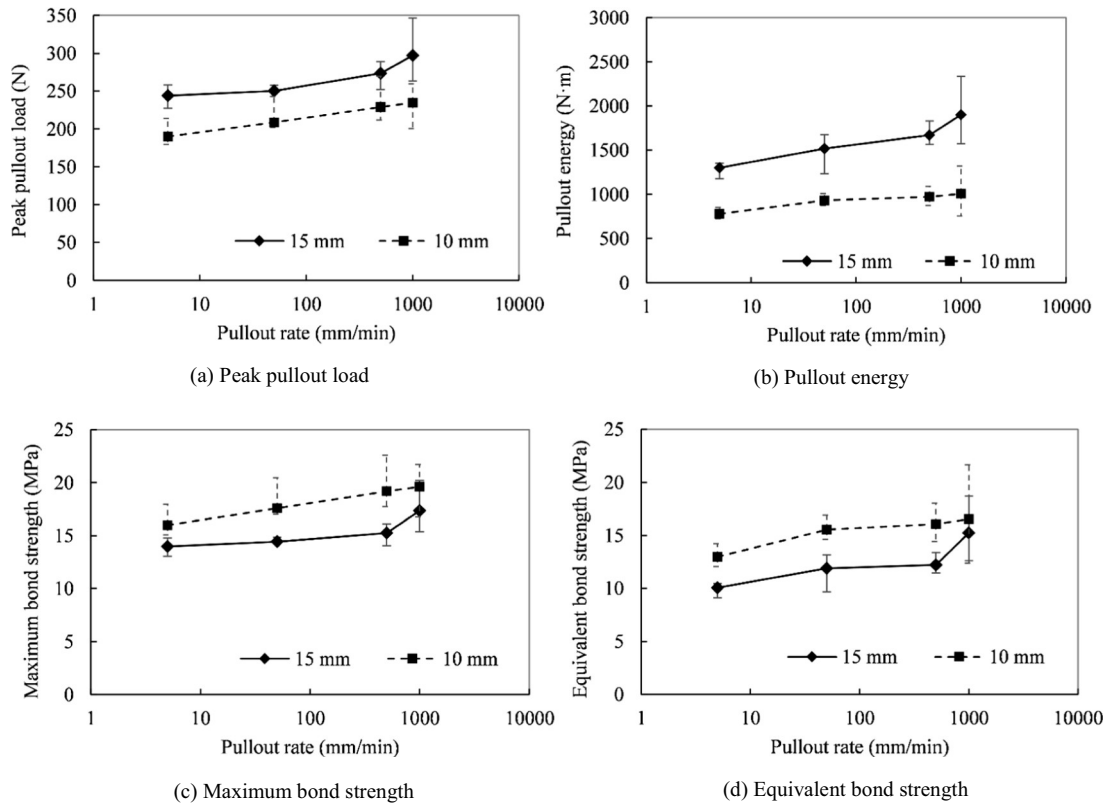 350
300
250
200
150
100
50
0
Peak pullout load (N)
15 mm
10 mm
1
10
100
1000
10000
Pullout rate (mm/min)
(a) Peak pullout load
3000
2500
2000
1500
1000
500
0
Pullout energy (N·m)
15 mm
10 mm
1
10
100
1000
10000
Pullout rate (mm/min)
(b) Pullout energy
25
20
15
10
5
0
Maximum bond strength (MPa)
15 mm
10 mm
1
10
100
1000
10000
Pullout rate (mm/min)
(c) Maximum bond strength
25
20
15
10
5
0
Equivalent bond strength (MPa)
15 mm
10 mm
1
10
100
1000
10000
Pullout rate (mm/min)
(d) Equivalent bond strength